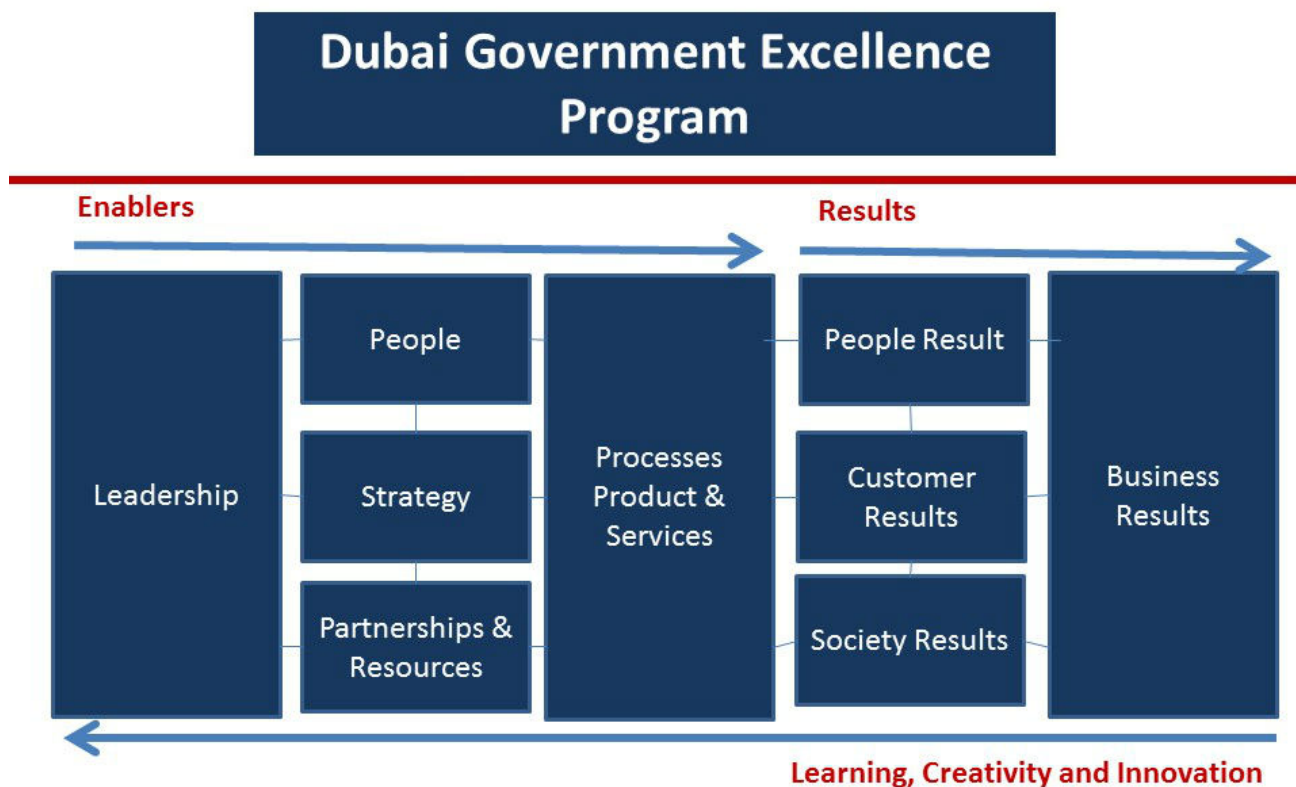 Dubai Government Excellence
Program
Enablers
Results
Leadership
People
Strategy
Partnerships &
Resources
Processes
Product &
Services
People Result
Customer
Results
Society Results
Business
Results
Learning, Creativity and Innovation